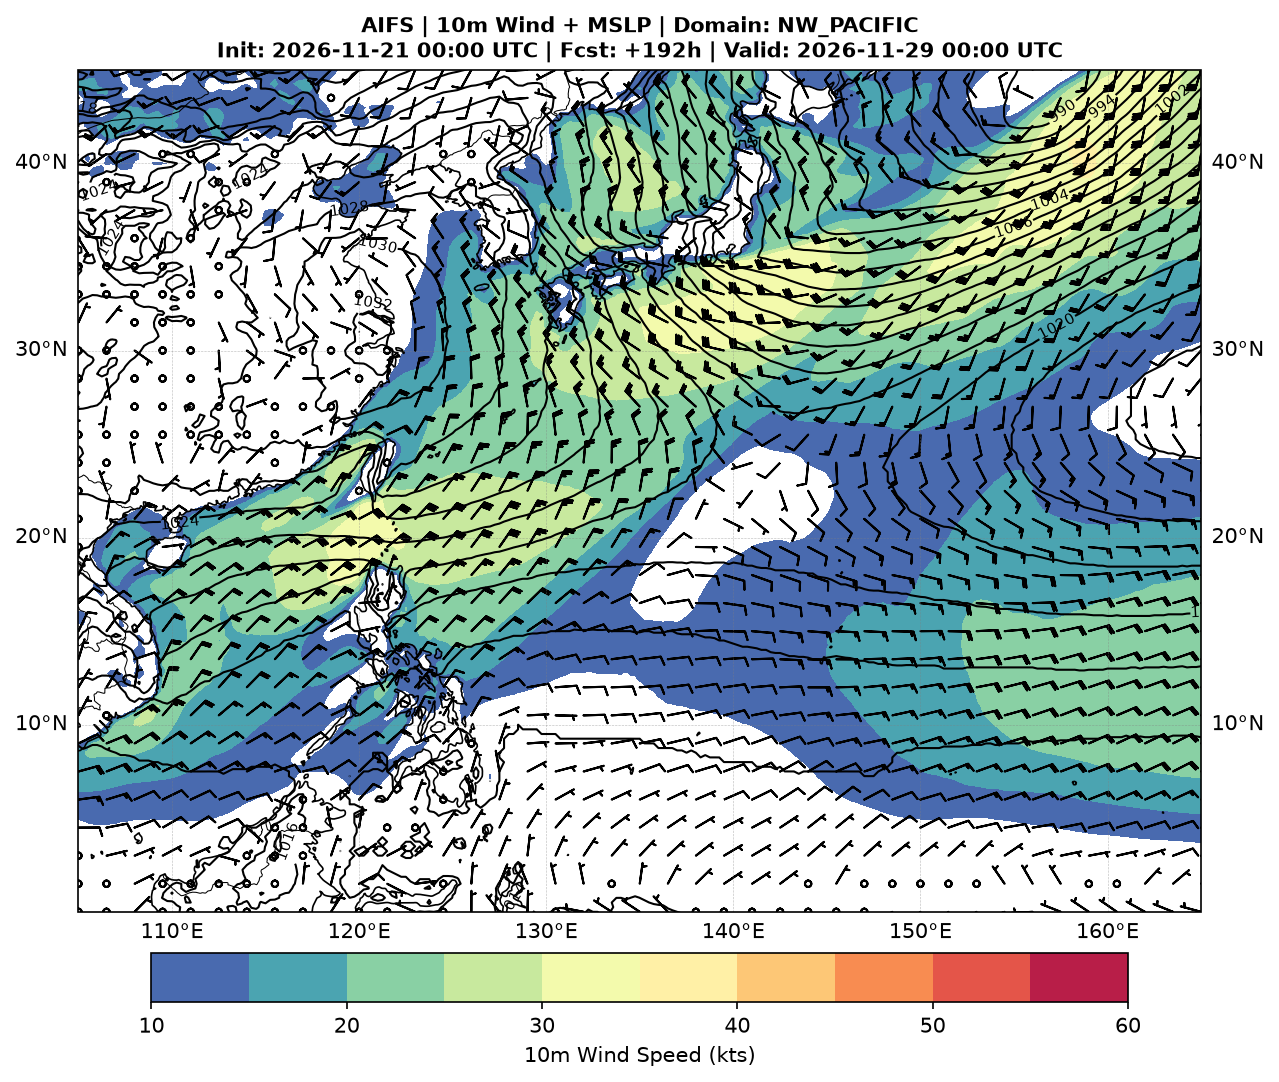 AIFS | 10m Wind + MSLP | Domain: NW_PACIFIC
Init: 2026-11-21 00:00 UTC | Fcst: +192h | Valid: 2026-11-29 00:00 UTC
40°N
40°N
30°N
30°N
20°N
20°N
10°N
10°N
990
994
1002
1024
1024
1028
1024
1030
1004
1006
1032
1020
1024
1016
110°E
120°E
130°E
140°E
150°E
160°E
10
20
30
40
50
60
10m Wind Speed (kts)